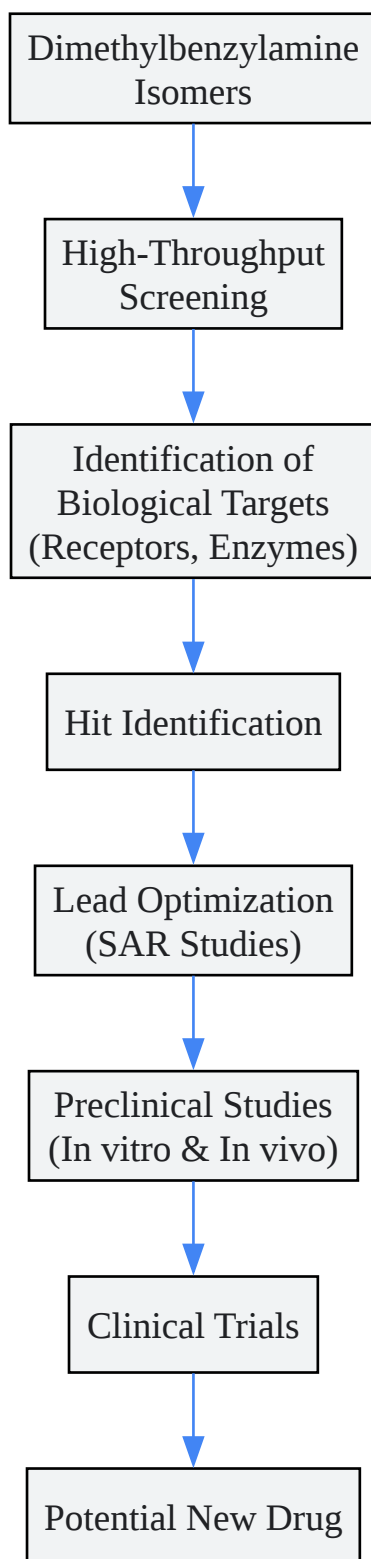 Dimethylbenzylamine
Isomers
High-Throughput
Screening
Identification of
Biological Targets
(Receptors, Enzymes)
Hit Identification
Lead Optimization
(SAR Studies)
Preclinical Studies
(In vitro & In vivo)
Clinical Trials
Potential New Drug